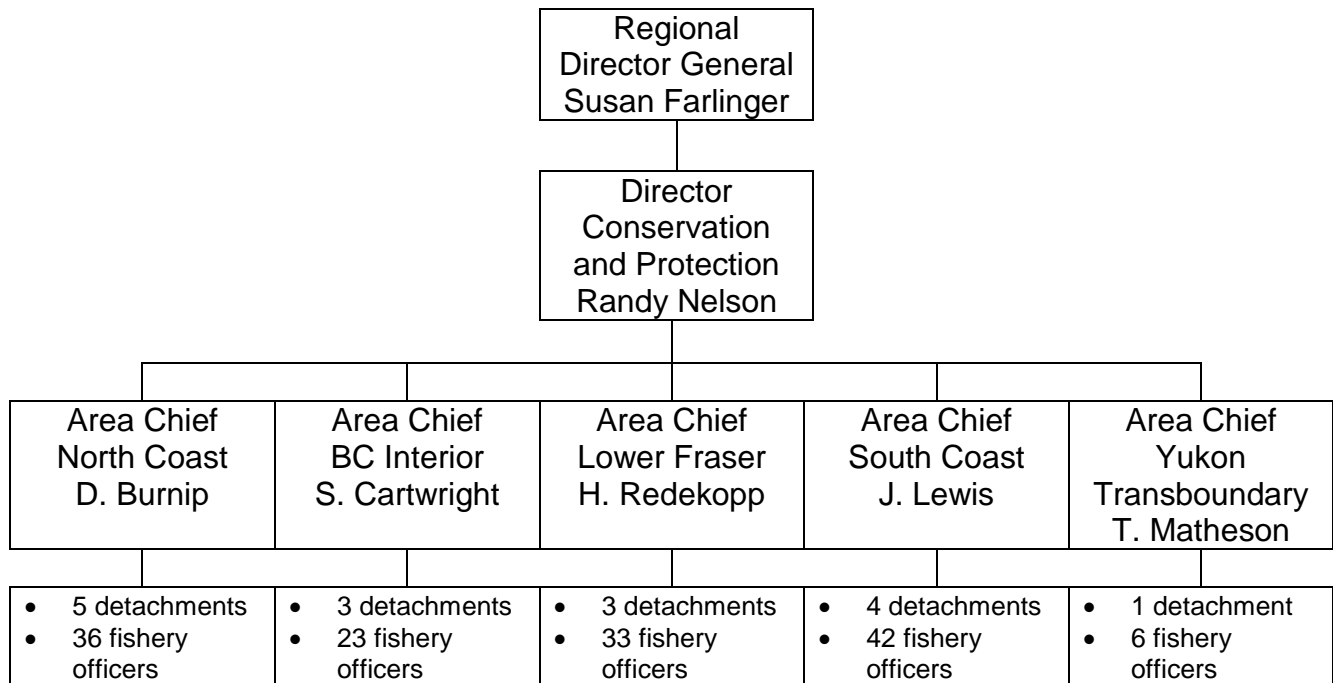 Regional
Director General
Susan Farlinger
Director
Conservation
and Protection
Randy Nelson
Area Chief
North Coast
D. Burnip
Area Chief
BC Interior
S. Cartwright
Area Chief
Lower Fraser
H. Redekopp
Area Chief
South Coast
J. Lewis
Area Chief
Yukon
Transboundary
T. Matheson
• 5 detachments
• 36 fishery
officers
• 3 detachments
• 23 fishery
officers
• 3 detachments
• 33 fishery
officers
• 4 detachments
• 42 fishery
officers
• 1 detachment
• 6 fishery
officers